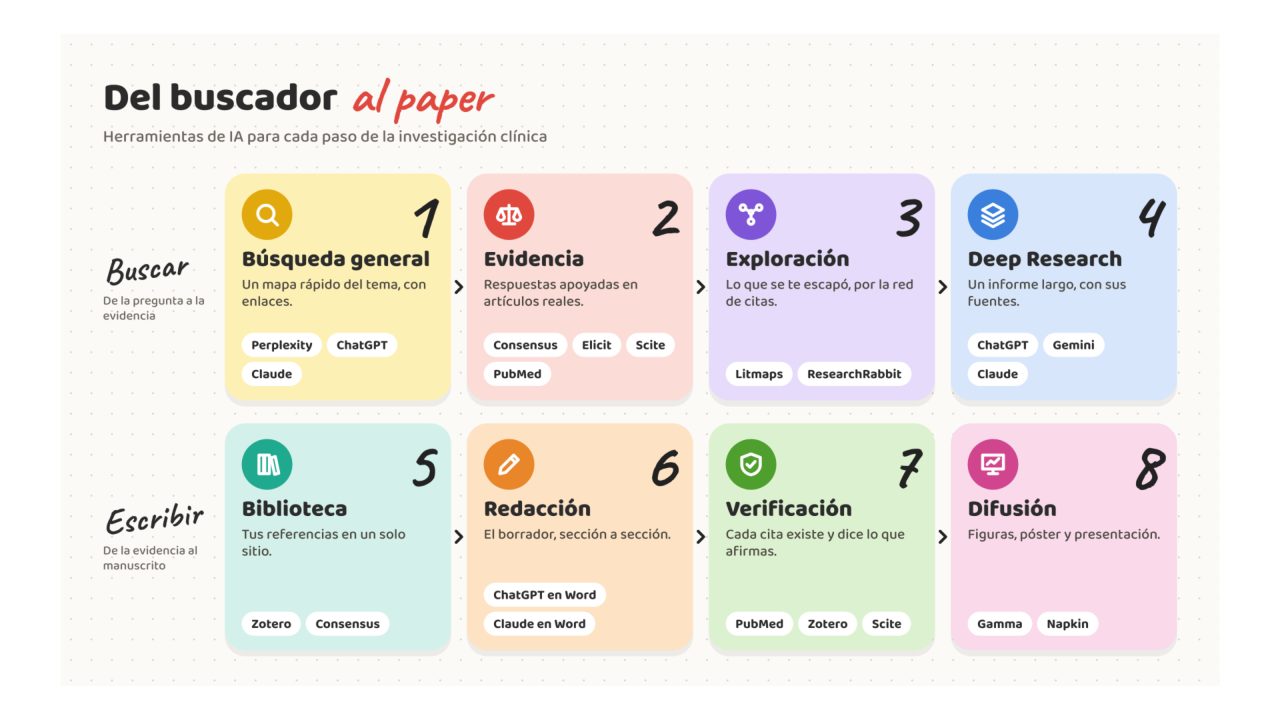 Del buscador al paper
Herramientas de IA para cada paso de la investigación clínica
Buscar
De la pregunta a la
evidencia
1
Búsqueda general
Un mapa rápido del tema, con
enlaces.
Perplexity ChatGPT
Claude
2
Evidencia
Respuestas apoyadas en
artículos reales.
Consensus Elicit Scite
PubMed
3
Exploración
Lo que se te escapó, por la red
de citas.
Litmaps ResearchRabbit
4
Deep Research
Un informe largo, con sus
fuentes.
ChatGPT Gemini
Claude
Escribir
De la evidencia al
manuscrito
5
Biblioteca
Tus referencias en un solo
sitio.
Zotero Consensus
6
Redacción
El borrador, sección a sección.
ChatGPT en Word
Claude en Word
7
Verificación
Cada cita existe y dice lo que
afirmas.
PubMed Zotero Scite
8
Difusión
Figuras, póster y presentación.
Gamma Napkin